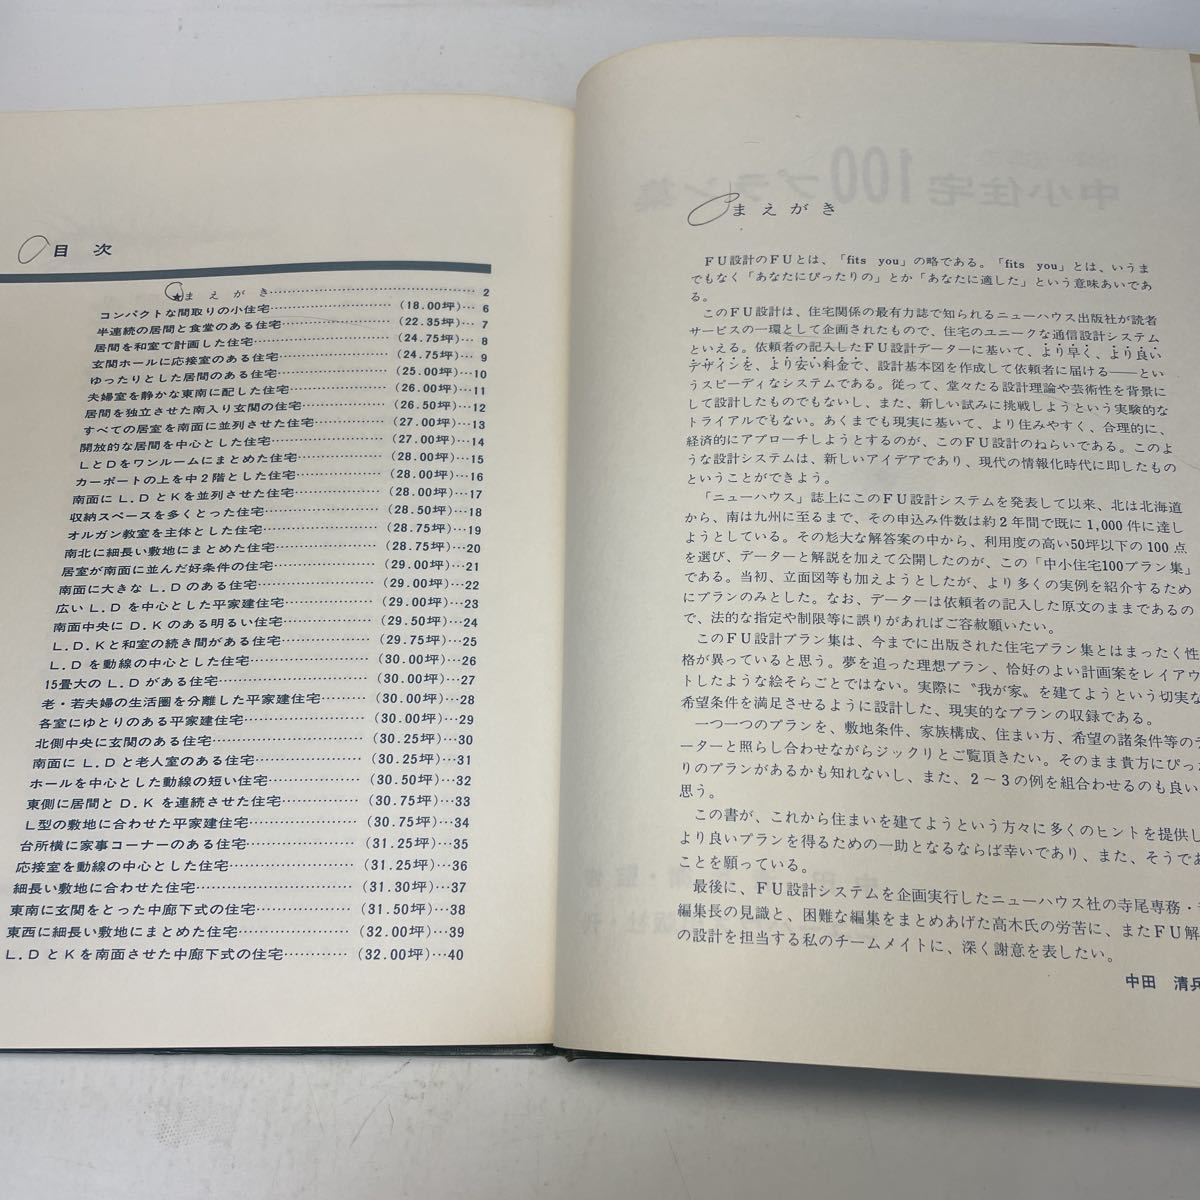 目次
★まえがき…………………………………2
コンパクトな間取りの小住宅………………(18.00坪)… 6
半連続の居間と食堂のある住宅……………(22.35坪)… 7
居間を和室で計画した住宅…………………(24.75坪)… 8
玄関ホールに応接室のある住宅……………(24.75坪)… 9
ゆったりとした居間のある住宅……………(25.00坪)…10
夫婦室を静かな東南に配した住宅…………(26.00坪)…11
居間を独立させた南入り玄関の住宅………(26.50坪)…12
すべての居室を南面に並列させた住宅……(27.00坪)…13
開放的な居間を中心とした住宅……………(27.00坪)…14
LとDをワンルームにまとめた住宅…………(28.00坪)…15
カーポートの上を中2階とした住宅…………(28.00坪)…16
南面にL.DとKを並列させた住宅……………(28.00坪)…17
収納スペースを多くとった住宅……………(28.50坪)…18
オルガン教室を主体とした住宅……………(28.75坪)…19
南北に細長い敷地にまとめた住宅…………(28.75坪)…20
居室が南面に並んだ好条件の住宅…………(29.00坪)…21
南面に大きなL.Dのある住宅………………(29.00坪)…22
広いL.Dを中心とした平家建住宅…………(29.00坪)…23
南面中央にD.Kのある明るい住宅…………(29.50坪)…24
L.D.Kと和室の続き間がある住宅…………(29.75坪)…25
L.Dを動線の中心とした住宅………………(30.00坪)…26
15畳大のL.Dがある住宅……………………(30.00坪)…27
老・若夫婦の生活圏を分離した平家建住宅……(30.00坪)…28
各室にゆとりのある平家建住宅……………(30.00坪)…29
北側中央に玄関のある住宅…………………(30.25坪)…30
南面にL.Dと老人室のある住宅……………(30.25坪)…31
ホールを中心とした動線の短い住宅………(30.50坪)…32
東側に居間とD.Kを連続させた住宅………(30.75坪)…33
L型の敷地に合わせた平家建住宅…………(30.75坪)…34
台所横に家事コーナーのある住宅…………(31.25坪)…35
応接室を動線の中心とした住宅……………(31.25坪)…36
細長い敷地に合わせた住宅…………………(31.30坪)…37
東南に玄関をとった中廊下式の住宅………(31.50坪)…38
東西に細長い敷地にまとめた住宅…………(32.00坪)…39
L.DとKを南面させた中廊下式の住宅………(32.00坪)…40
中小住宅100プラン集
まえがき
FU設計のFUとは、「fits you」の略である。「fits you」とは、いうま
でもなく「あなたにぴったりの」とか「あなたに適した」という意味あいであ
る。
このFU設計は、住宅関係の最有力誌で知られるニューハウス出版社が読者
サービスの一環として企画されたもので、住宅のユニークな通信設計システム
といえる。依頼者の記入したFU設計データーに基いて、より早く、より良い
デザインを、より安い料金で、設計基本図を作成して依頼者に届ける——とい
うスピーディなシステムである。従って、堂々たる設計理論や芸術性を背景に
して設計したものでもないし、また、新しい試みに挑戦しようという実験的な
トライアルでもない。あくまでも現実に基いて、より住みやすく、合理的に、
経済的にアプローチしようとするのが、このFU設計のねらいである。このよ
うな設計システムは、新しいアイデアであり、現代の情報化時代に即したもの
ということができよう。
「ニューハウス」誌上にこのFU設計システムを発表して以来、北は北海道
から、南は九州に至るまで、その申込み件数は約2年間で既に1,000件に達し
ようとしている。その尨大な解答案の中から、利用度の高い50坪以下の100点
を選び、データーと解説を加えて公開したのが、この「中小住宅100プラン集」
である。当初、立面図等も加えようとしたが、より多くの実例を紹介するため
にプランのみとした。なお、データーは依頼者の記入した原文のままであるの
で、法的な指定や制限等に誤りがあればご容赦願いたい。
このFU設計プラン集は、今までに出版された住宅プラン集とはまったく性
格が異っていると思う。夢を追った理想プラン、恰好のよい計画案をレイアウ
トしたような絵そらごとではない。実際に〝我が家〟を建てようという切実な
希望条件を満足させるように設計した、現実的なプランの収録である。
一つ一つのプランを、敷地条件、家族構成、住まい方、希望の諸条件等のデ
ーターと照らし合わせながらジックリとご覧頂きたい。そのまま貴方にぴった
りのプランがあるかも知れないし、また、2～3の例を組合わせるのも良い
思う。
この書が、これから住まいを建てようという方々に多くのヒントを提供し
より良いプランを得るための一助となるならば幸いであり、また、そうであ
ことを願っている。
最後に、FU設計システムを企画実行したニューハウス社の寺尾専務・
編集長の見識と、困難な編集をまとめあげた高木氏の労苦に、またFU解
の設計を担当する私のチームメイトに、深く謝意を表したい。
中田 清兵